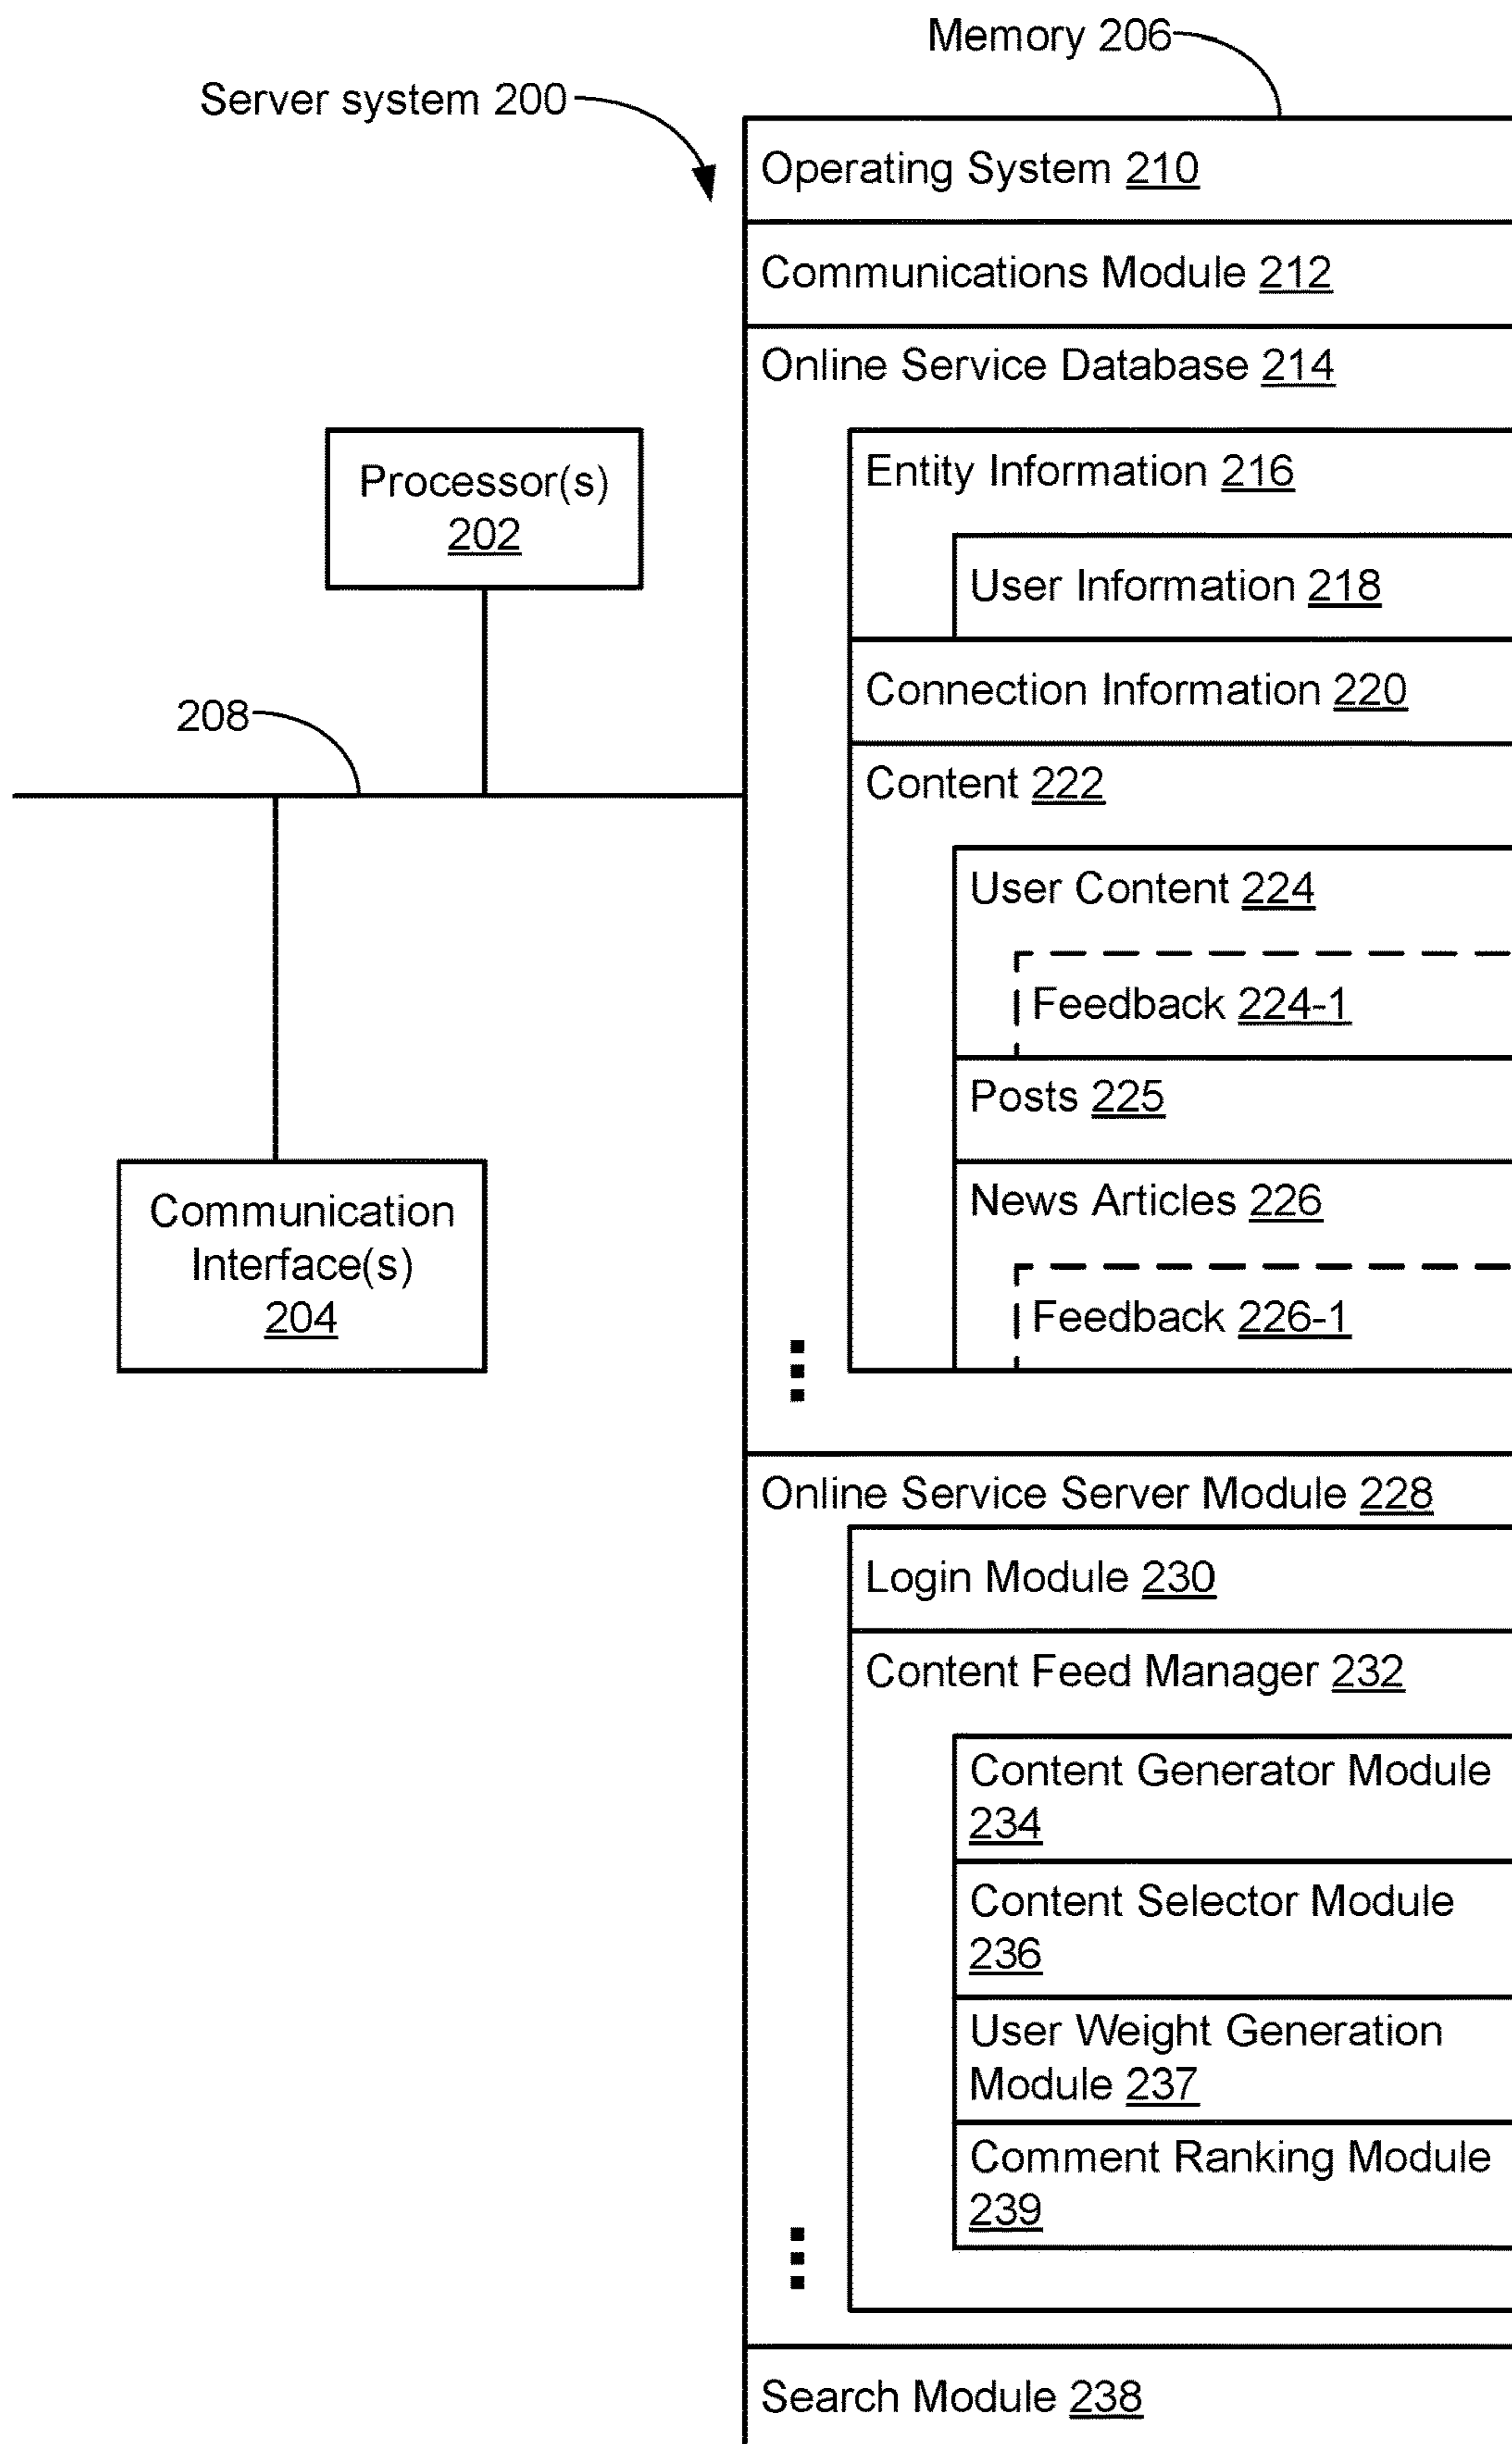 Memory 206
Server system 200
Operating System 210
Communications Module 212
Online Service Database 214
Processor(s)
202
Entity Information 216
User Information 218
Connection Information 220
208
Content 222
User Content 224
Feedback 224-1
Posts 225
Communication
Interface(s)
204
News Articles 226
Feedback 226-1
Online Service Server Module 228
Login Module 230
Content Feed Manager 232
Content Generator Module
234
Content Selector Module
236
User Weight Generation
Module 237
Comment Ranking Module
239
Search Module 238